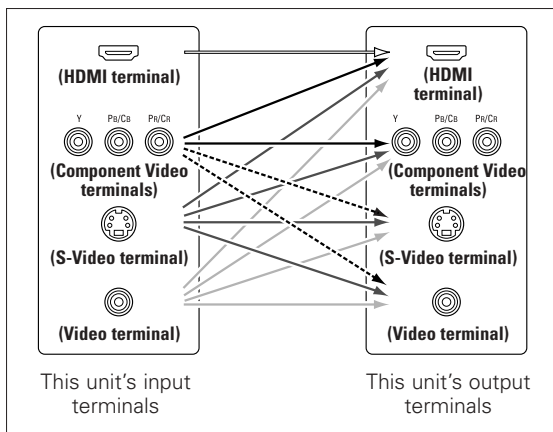 (HDMI terminal)
Y PB/CB PR/CR
(Component Video
terminals)
(S-Video terminal)
(Video terminal)
This unit's input
terminals
(HDMI
terminal)
Y PB/CB PR/CR
(Component Video
terminals)
(S-Video terminal)
(Video terminal)
This unit's output
terminals